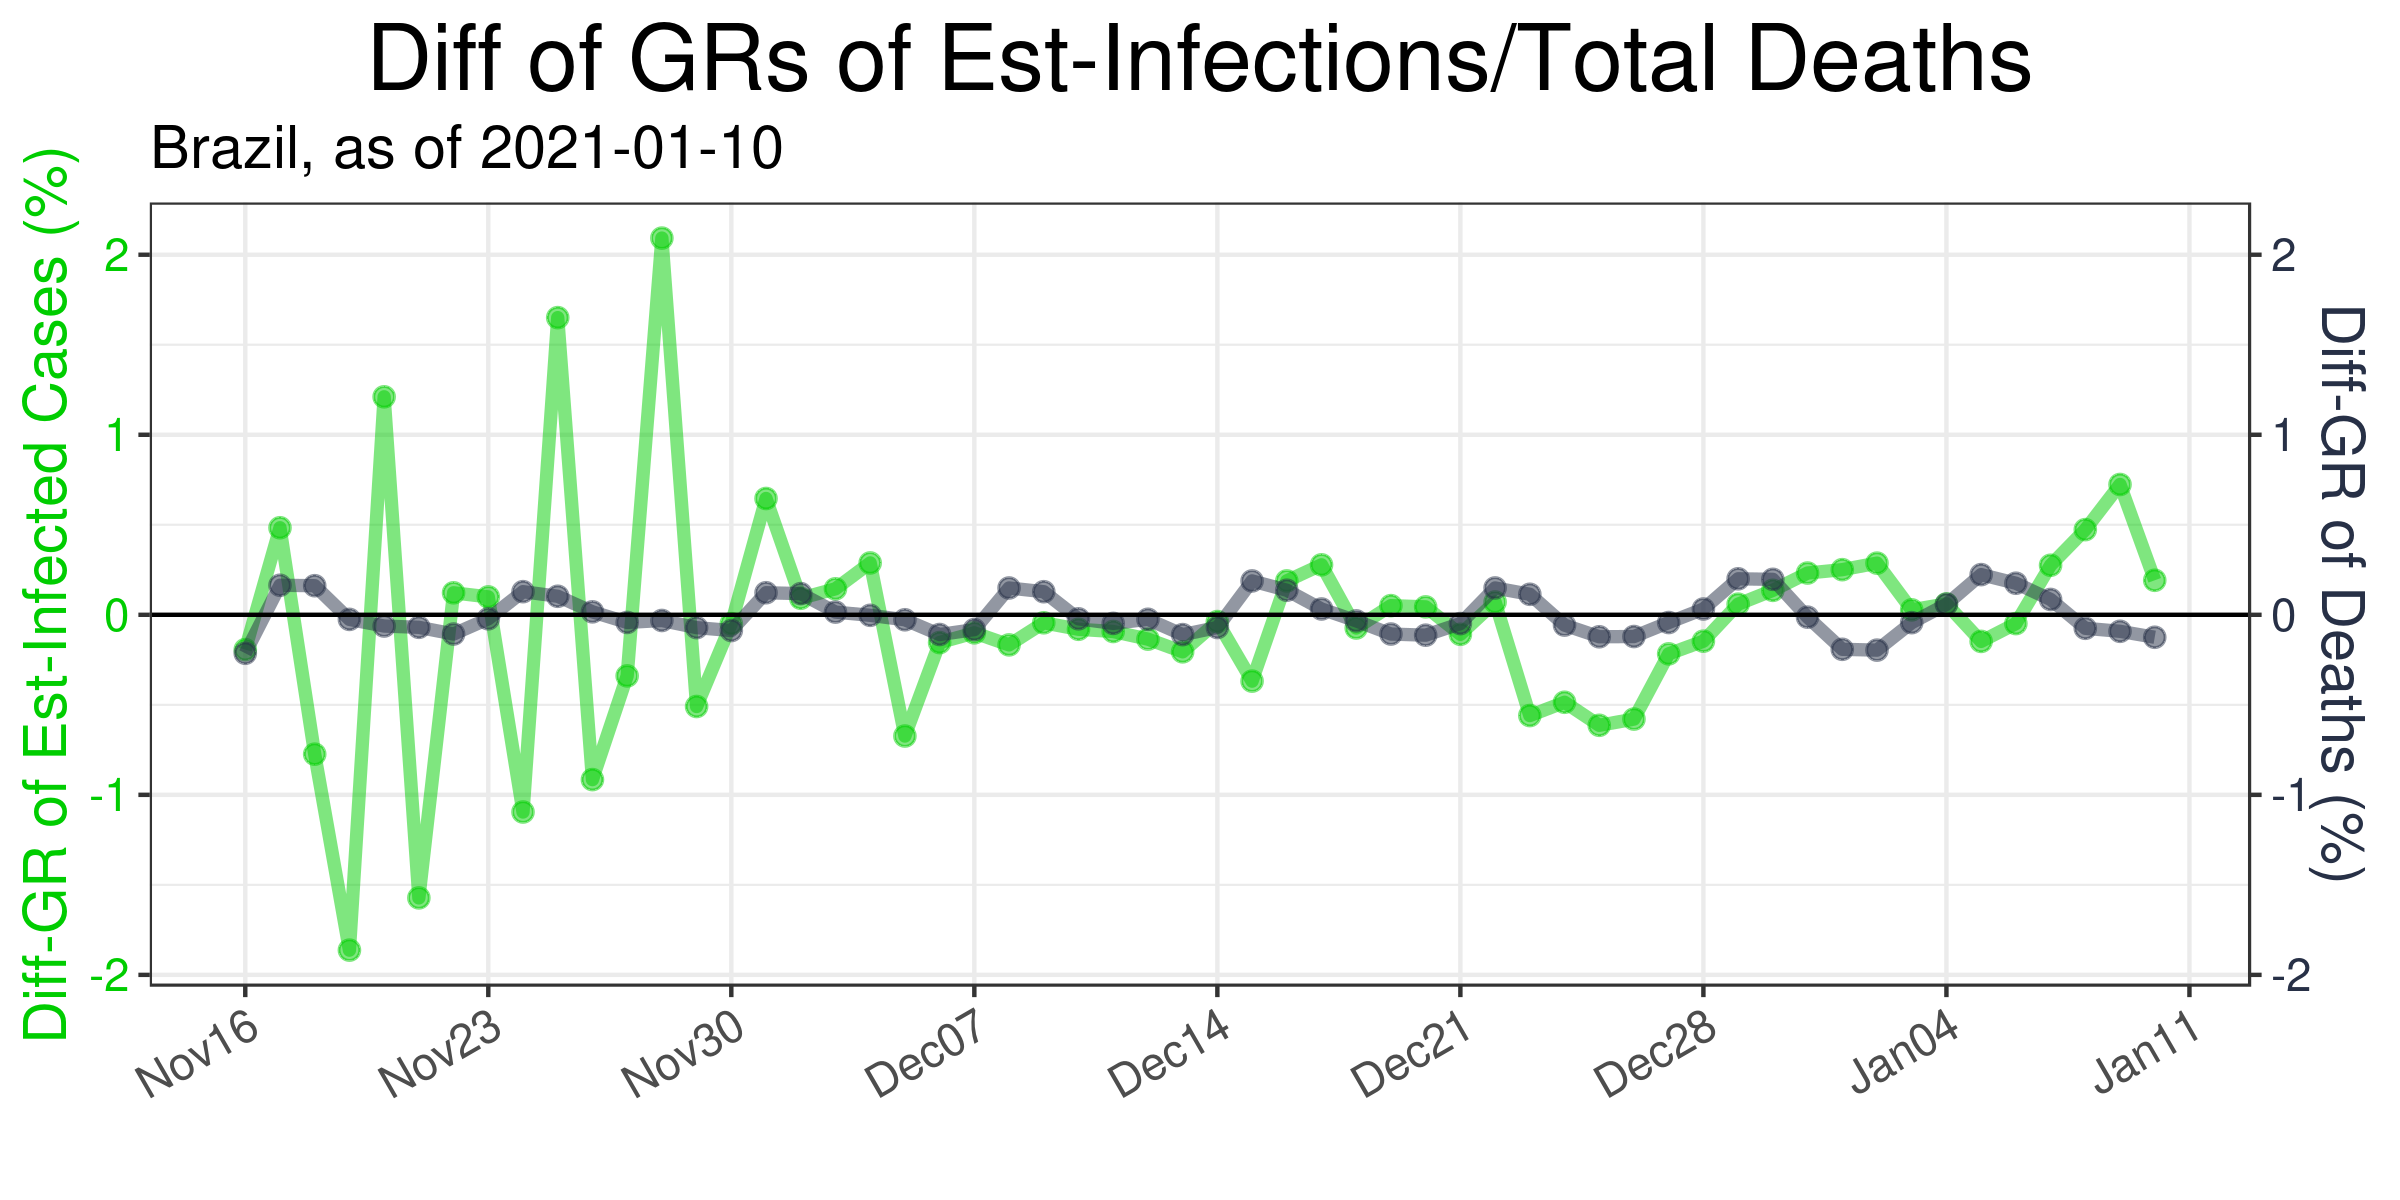 Diff of GRs of Est-Infections/Total Deaths
Brazil, as of 2021-01-10
Diff-GR of Est-Infected Cases (%)
2
1
0
-1
-2
2
1
0
-1
-2
Diff-GR of Deaths (%)
Nov16
Nov23
Nov30
Dec07
Dec14
Dec21
Dec28
Jan04
Jan11